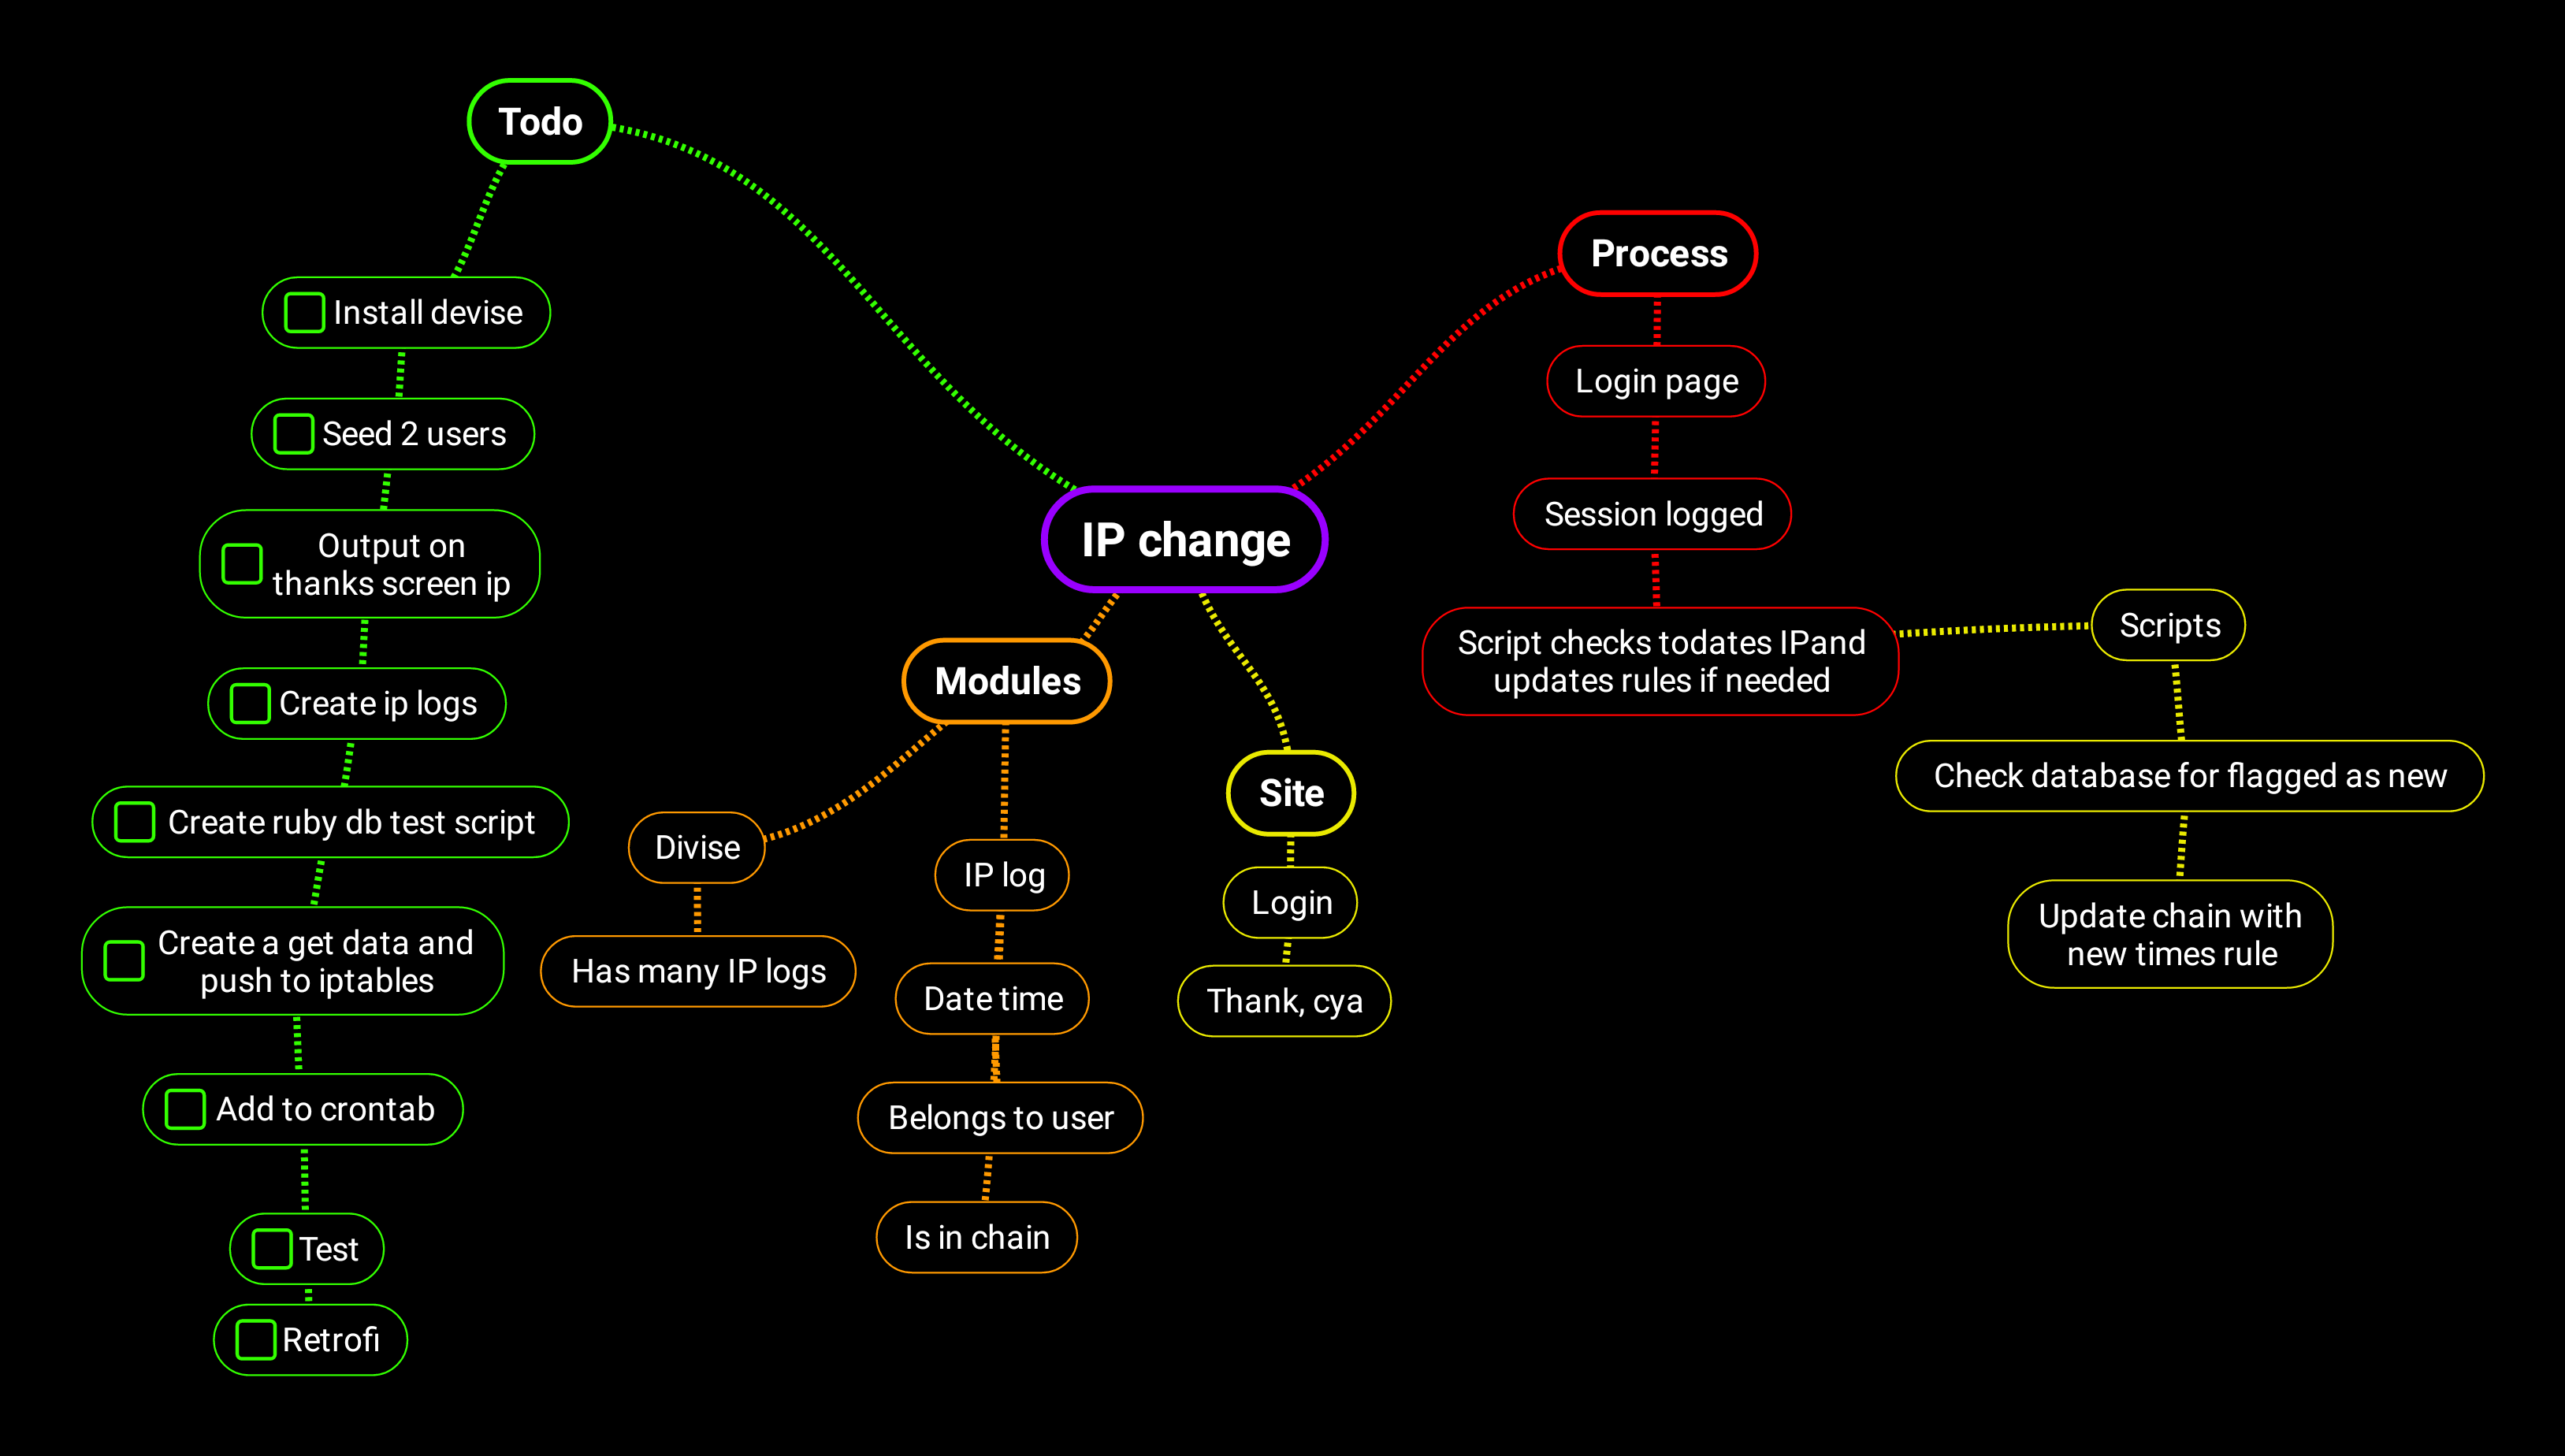 Todo
Install devise
Seed 2 users
Output on
thanks screen ip
Create ip logs
Create ruby db test script
Create a get data and
push to iptables
Add to crontab
Test
Retrofi
IP change
Modules
Divise
Has many IP logs
IP log
Date time
Belongs to user
Is in chain
Site
Login
Thank, cya
Process
Login page
Session logged
Script checks todates IPand
updates rules if needed
Scripts
Check database for flagged as new
Update chain with
new times rule